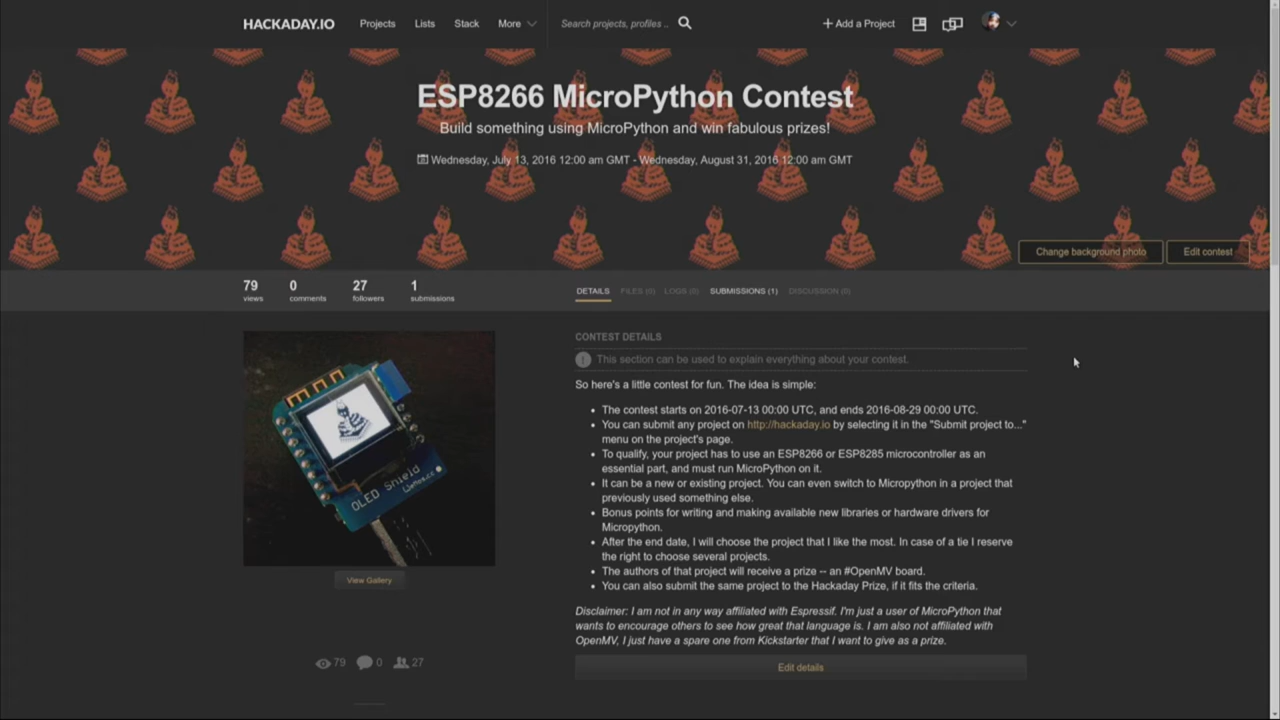 HACKADAY.IO Projects Lists Stack More Search projects, profiles .. + Add a Project
ESP8266 MicroPython Contest
Build something using MicroPython and win fabulous prizes!
Wednesday, July 13, 2016 12:00 am GMT - Wednesday, August 31, 2016 12:00 am GMT
Change background photo Edit contest
79 0 27 1
views comments followers submissions
DETAILS FILES (0) LOGS (0) SUBMISSIONS (1) DISCUSSION (0)
CONTEST DETAILS
! This section can be used to explain everything about your contest.
So here's a little contest for fun. The idea is simple:
• The contest starts on 2016-07-13 00:00 UTC, and ends 2016-08-29 00:00 UTC.
• You can submit any project on http://hackaday.io by selecting it in the "Submit project to..."
menu on the project's page.
• To qualify, your project has to use an ESP8266 or ESP8285 microcontroller as an
essential part, and must run MicroPython on it.
• It can be a new or existing project. You can even switch to Micropython in a project that
previously used something else.
• Bonus points for writing and making available new libraries or hardware drivers for
Micropython.
• After the end date, I will choose the project that I like the most. In case of a tie I reserve
the right to choose several projects.
• The authors of that project will receive a prize -- an #OpenMV board.
• You can also submit the same project to the Hackaday Prize, if it fits the criteria.
Disclaimer: I am not in any way affiliated with Espressif. I'm just a user of MicroPython that
wants to encourage others to see how great that language is. I am also not affiliated with
OpenMV, I just have a spare one from Kickstarter that I want to give as a prize.
Edit details
OLED Shield
View Gallery
79 0 27